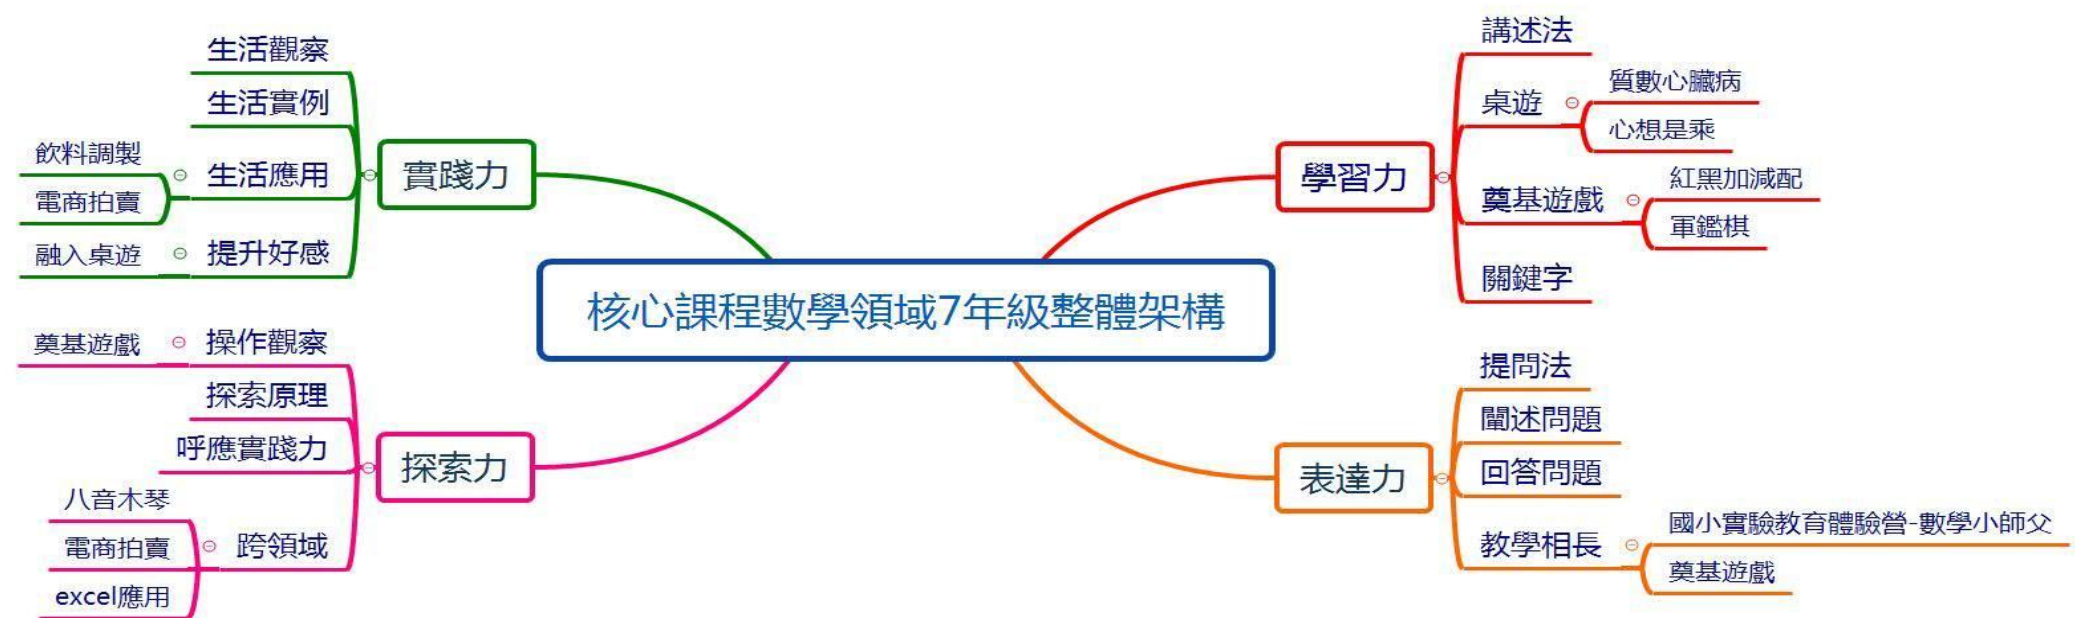 核心課程數學領域7年級整體架構
學習力
講述法
桌遊
質數心臟病
心想是乘
奠基遊戲
紅黑加減配
軍鑑棋
關鍵字
表達力
提問法
闡述問題
回答問題
教學相長
國小實驗教育體驗營-數學小師父
奠基遊戲
實踐力
生活觀察
生活實例
生活應用
飲料調製
電商拍賣
提升好感
融入桌遊
探索力
操作觀察
奠基遊戲
探索原理
呼應實踐力
跨領域
八音木琴
電商拍賣
excel應用